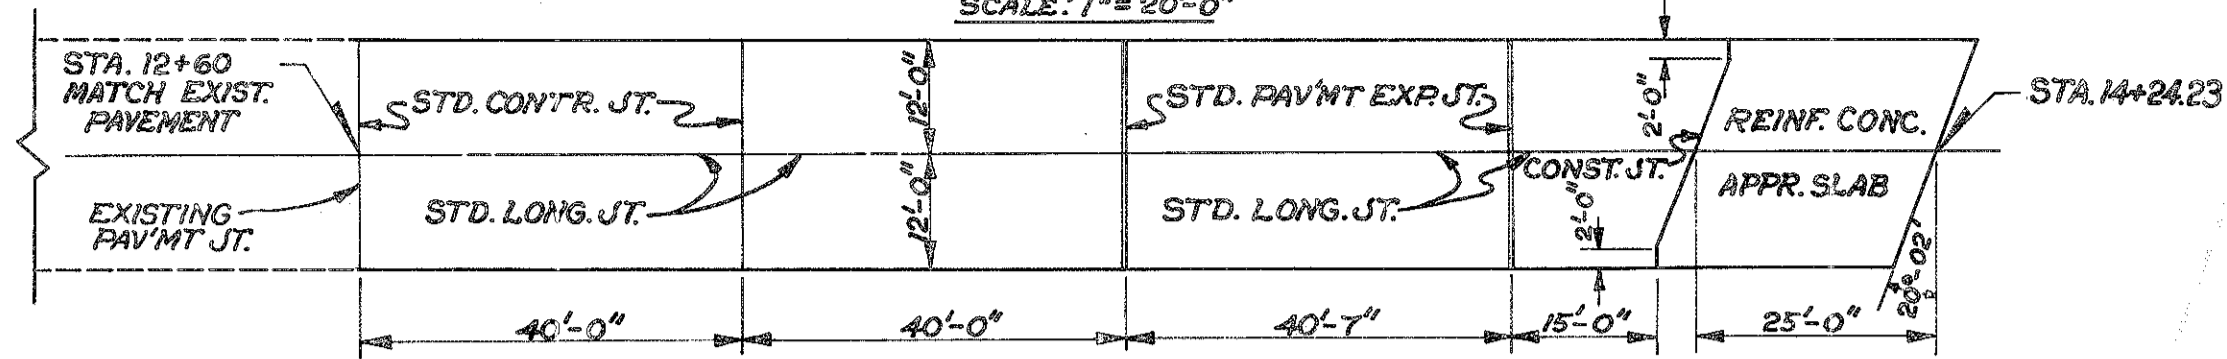 SCALE: 1"=20'-0"
STA. 12+60
MATCH EXIST.
PAVEMENT
STD. CONTR. JT.
12'-0"
STD. PAV'MT EXP. JT.
2'-0"
REINF. CONC.
STA. 14+24.23
EXISTING
PAV'MT JT.
STD. LONG. JT.
12'-0"
STD. LONG. JT.
CONST. JT.
2'-0"
APPR. SLAB
20°-02'
40'-0"
40'-0"
40'-7"
15'-0"
25'-0"